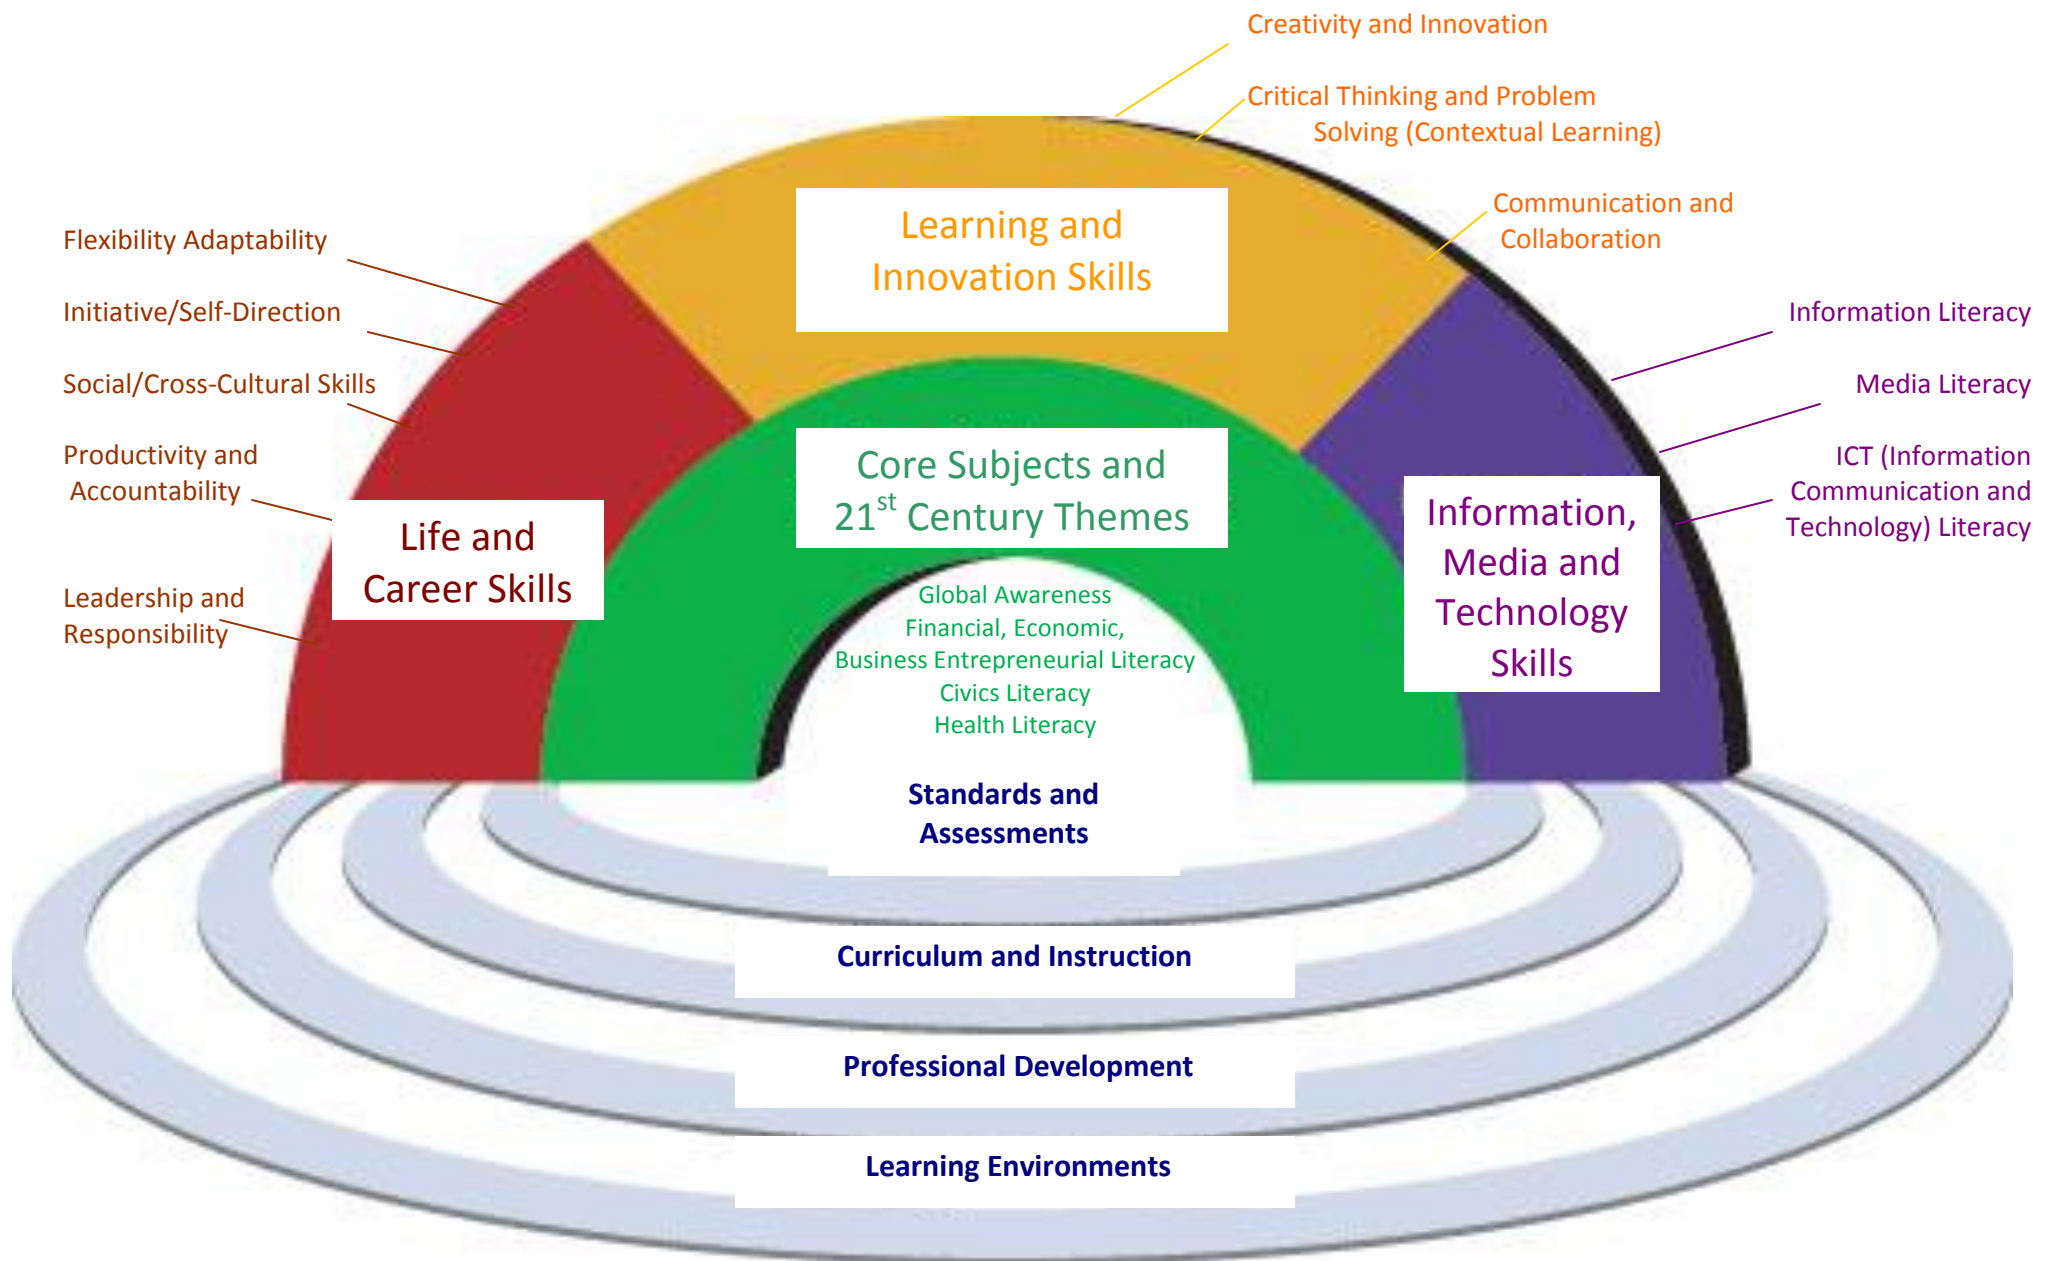 Creativity and Innovation
Critical Thinking and Problem
Solving (Contextual Learning)
Communication and
Collaboration
Learning and
Innovation Skills
Flexibility Adaptability
Initiative/Self-Direction
Social/Cross-Cultural Skills
Productivity and
Accountability
Leadership and
Responsibility
Life and
Career Skills
Core Subjects and
21st Century Themes
Global Awareness
Financial, Economic,
Business Entrepreneurial Literacy
Civics Literacy
Health Literacy
Information Literacy
Media Literacy
ICT (Information
Communication and
Technology) Literacy
Information,
Media and
Technology
Skills
Standards and
Assessments
Curriculum and Instruction
Professional Development
Learning Environments